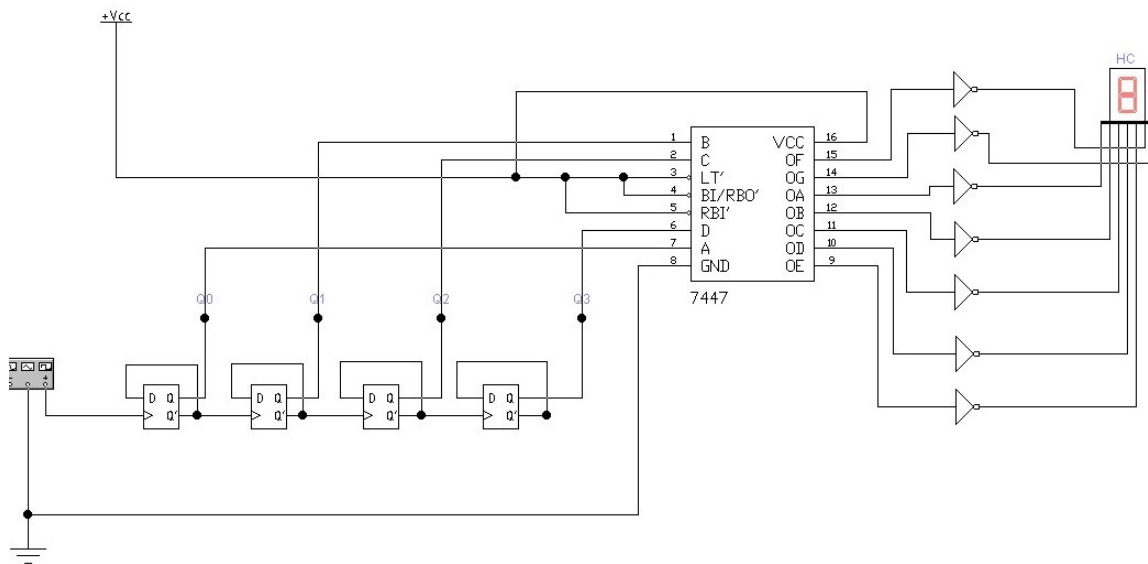 +Vcc
HC
1 B VCC 16
2 C OF 15
3 LT' OG 14
4 BI/RBO' OA 13
5 RBI' OB 12
6 D OC 11
7 A OD 10
8 GND OE 9
7447
Q0 Q1 Q2 Q3
D Q D Q D Q D Q
Q' Q' Q' Q'
- +